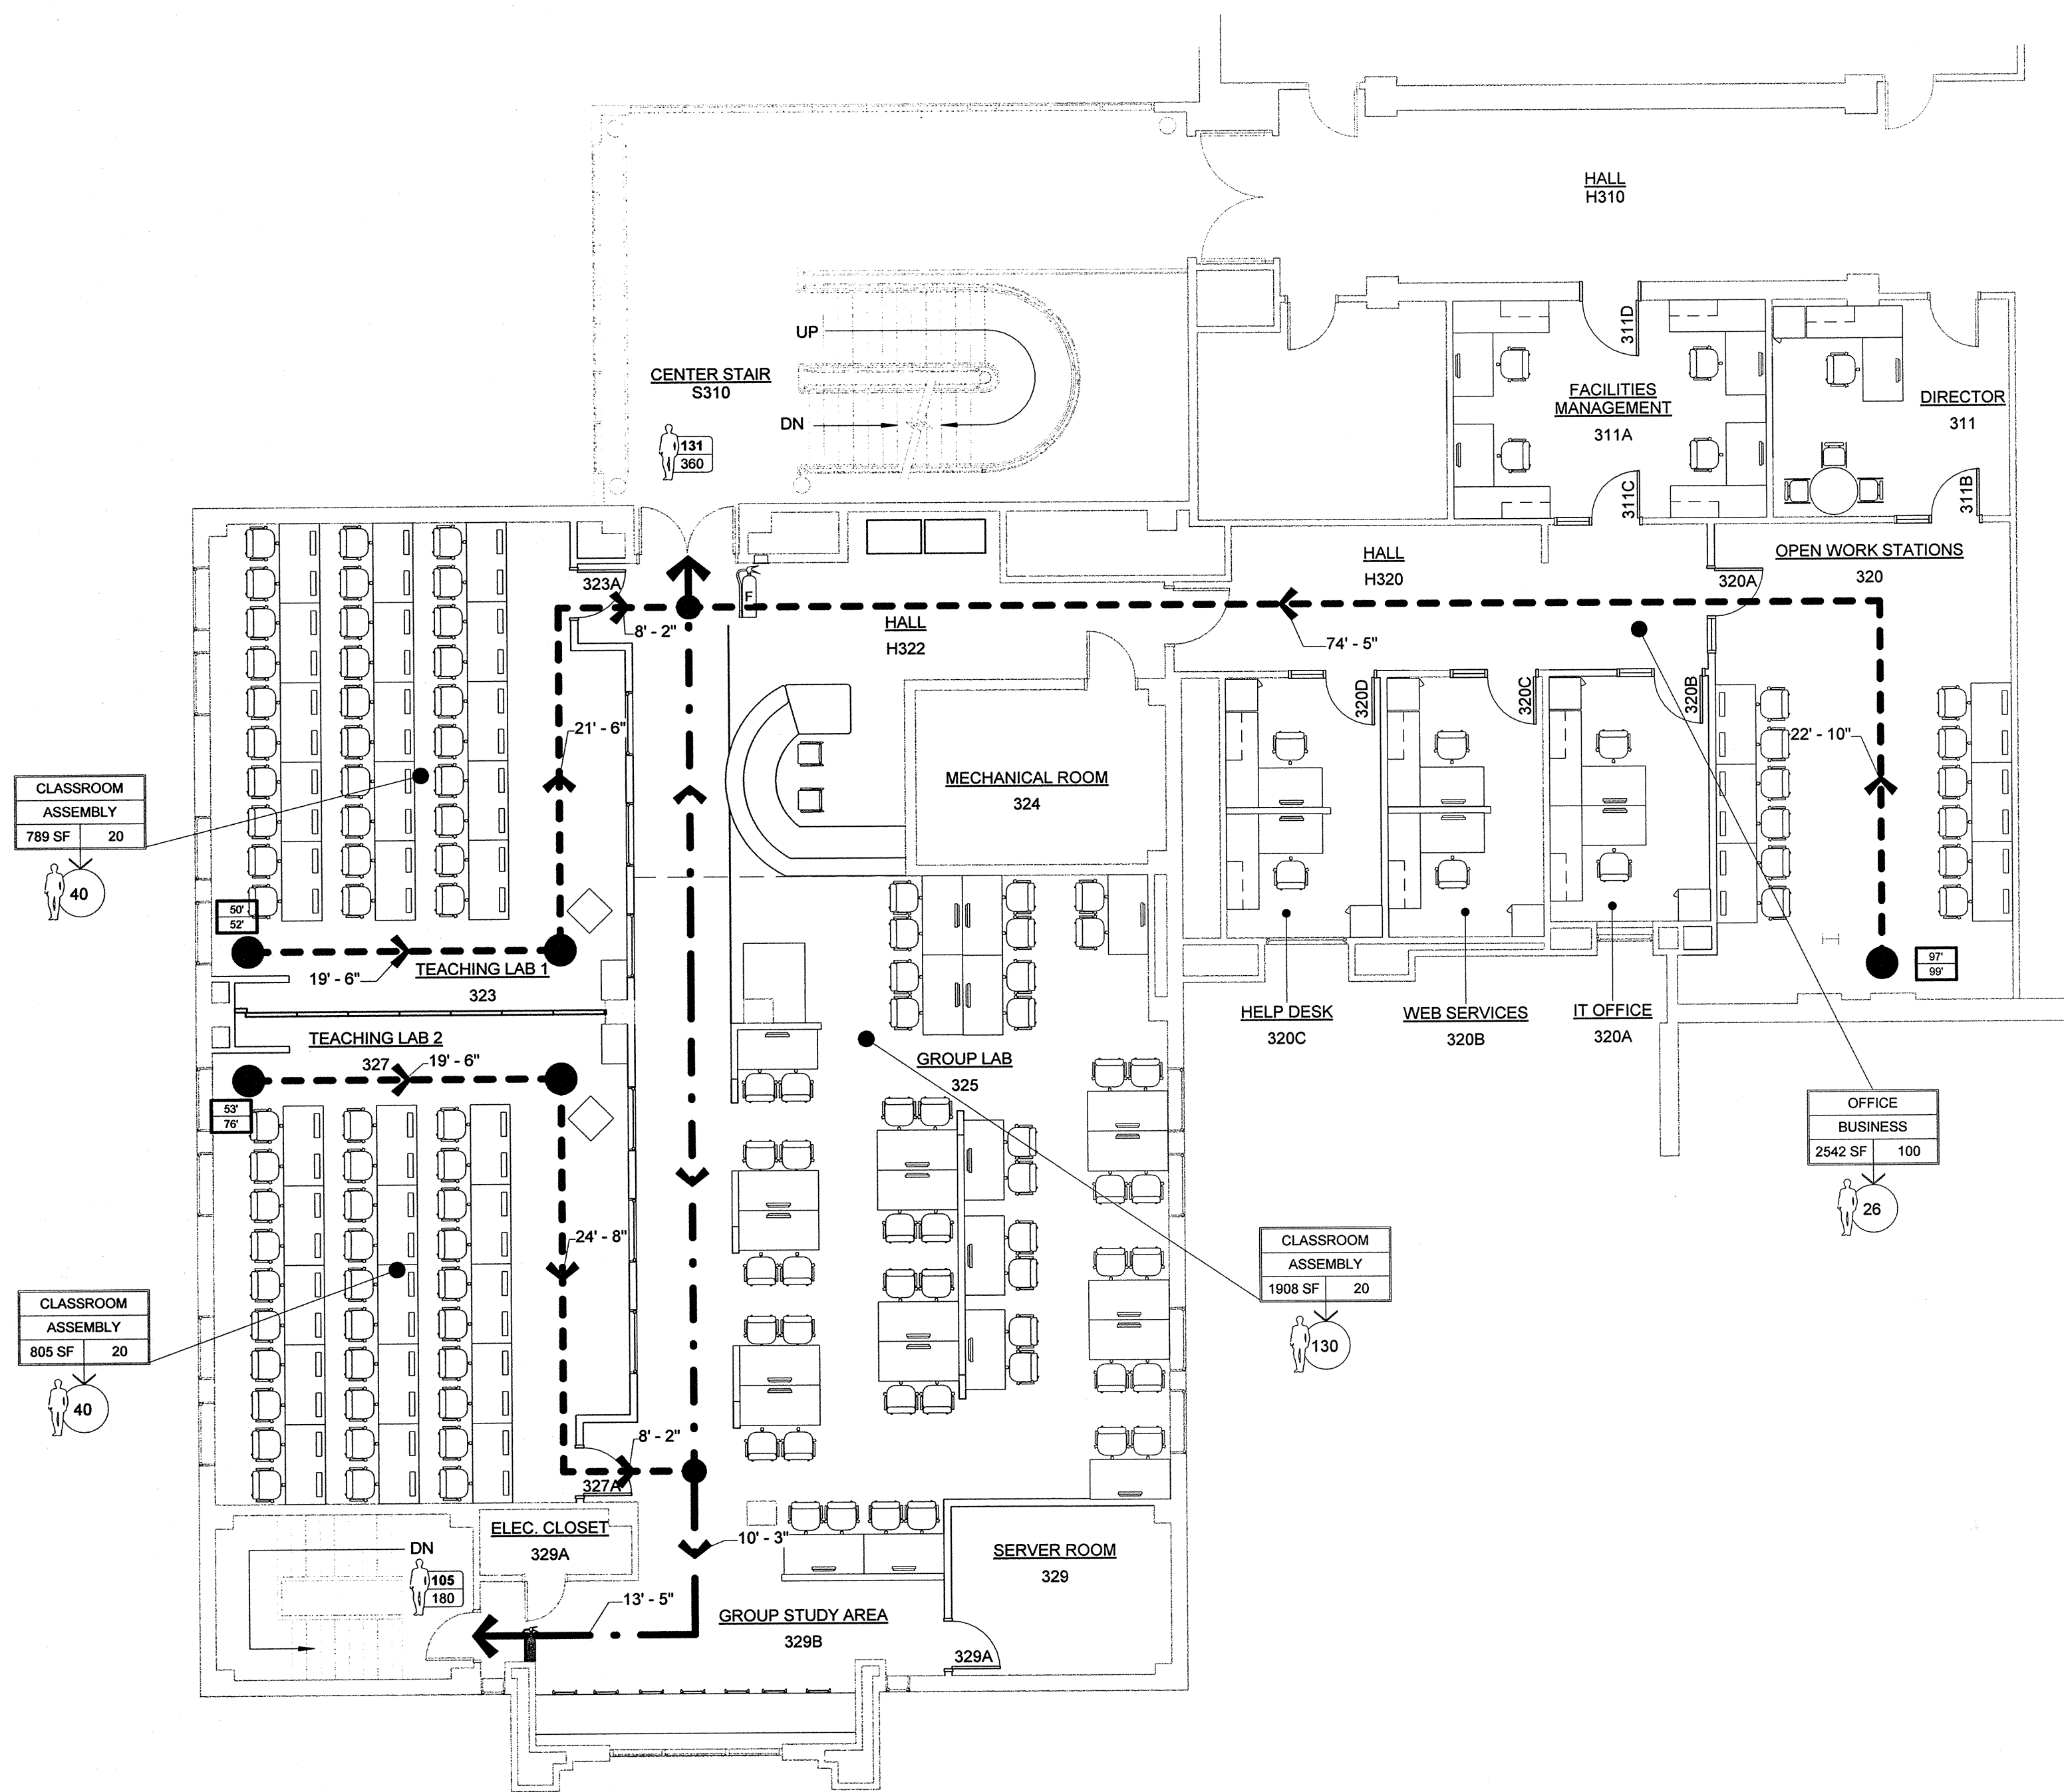 HALL
H310
UP
CENTER STAIR
S310
DN
131
360
311D
FACILITIES
MANAGEMENT
311A
311C
DIRECTOR
311
311B
HALL
H320
OPEN WORK STATIONS
320
320A
323A
8' - 2"
F
HALL
H322
74' - 5"
320D
320C
320B
21' - 6"
22' - 10"
MECHANICAL ROOM
324
CLASSROOM
ASSEMBLY
789 SF 20
40
50'
52'
19' - 6"
TEACHING LAB 1
323
97'
99'
HELP DESK
320C
WEB SERVICES
320B
IT OFFICE
320A
TEACHING LAB 2
327
19' - 6"
GROUP LAB
325
53'
76'
OFFICE
BUSINESS
2542 SF 100
26
24' - 8"
CLASSROOM
ASSEMBLY
1908 SF 20
130
CLASSROOM
ASSEMBLY
805 SF 20
40
8' - 2"
327A
ELEC. CLOSET
329A
10' - 3"
DN
105
180
SERVER ROOM
329
13' - 5"
GROUP STUDY AREA
329B
329A